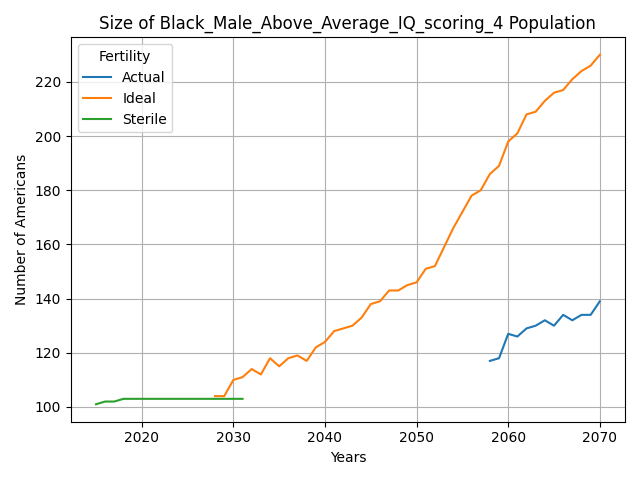 Size of Black_Male_Above_Average_IQ_scoring_4 Population
Fertility
Actual
Ideal
Sterile
Number of Americans
220
200
180
160
140
120
100
2020
2030
2040
2050
2060
2070
Years